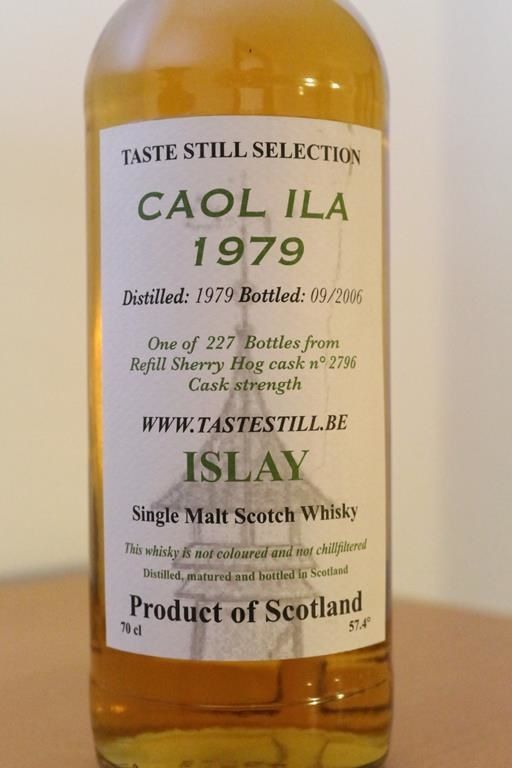 TASTE STILL SELECTION
CAOL ILA
1979
Distilled: 1979 Bottled: 09/2006
One of 227 Bottles from
Refill Sherry Hog cask n° 2796
Cask strength
WWW.TASTESTILL.BE
ISLAY
Single Malt Scotch Whisky
This whisky is not coloured and not chillfiltered
Distilled, matured and bottled in Scotland
Product of Scotland
70 cl 57.4°